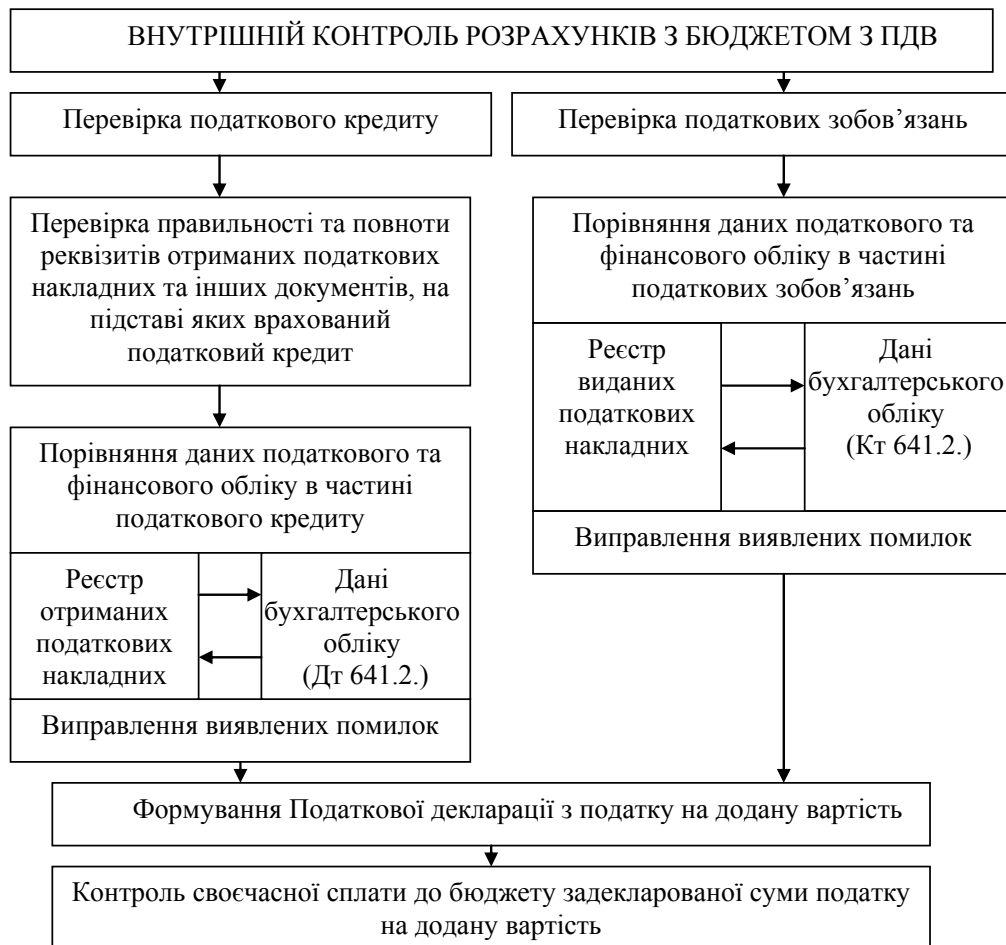 ВНУТРІШНІЙ КОНТРОЛЬ РОЗРАХУНКІВ З БЮДЖЕТОМ З ПДВ
Перевірка податкового кредиту
Перевірка податкових зобов’язань
Перевірка правильності та повноти
реквізитів отриманих податкових
накладних та інших документів, на
підставі яких врахований
податковий кредит
Порівняння даних податкового та
фінансового обліку в частині
податкового кредиту
Реєстр
отриманих
податкових
накладних
Дані
бухгалтерського
обліку
(Дт 641.2.)
Виправлення виявлених помилок
Порівняння даних податкового та
фінансового обліку в частині
податкових зобов’язань
Реєстр
виданих
податкових
накладних
Дані
бухгалтерського
обліку
(Кт 641.2.)
Виправлення виявлених помилок
Формування Податкової декларації з податку на додану вартість
Контроль своєчасної сплати до бюджету задекларованої суми податку
на додану вартість